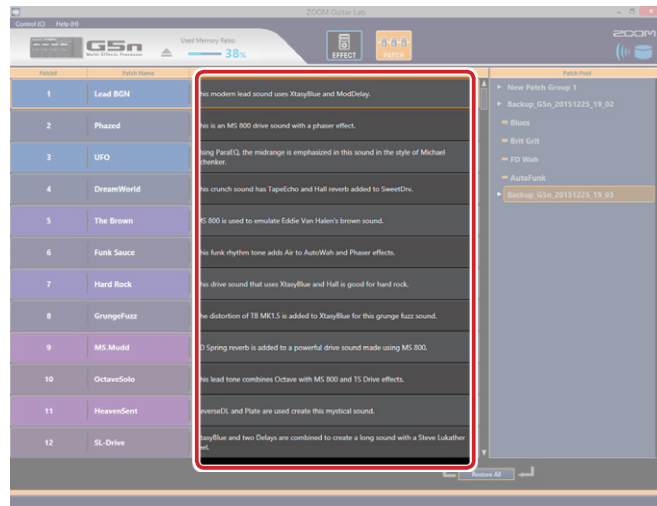 ZOOM Guitar Lab
Control (C) Help (H)
G5n
Multi-Effects Processor
Used Memory Ratio
38%
EFFECT
PATCH
ZOOM
Patch# Patch Name Patch Pool
1 Lead BGN his modern lead sound uses XtasyBlue and ModDelay.
2 Phazed his is an MS 800 drive sound with a phaser effect.
3 UFO sing ParaEQ, the midrange is emphasized in this sound in the style of Michael
chenker.
4 DreamWorld his crunch sound has TapeEcho and Hall reverb added to SweetDrv.
5 The Brown MS 800 is used to emulate Eddie Van Halen's brown sound.
6 Funk Sauce his funk rhythm tone adds Air to AutoWah and Phaser effects.
7 Hard Rock his drive sound that uses XtasyBlue and Hall is good for hard rock.
8 GrungeFuzz he distortion of TB MK1.5 is added to XtasyBlue for this grunge fuzz sound.
9 MS.Mudd D Spring reverb is added to a powerful drive sound made using MS 800.
10 OctaveSolo his lead tone combines Octave with MS 800 and TS Drive effects.
11 HeavenSent everseDL and Plate are used create this mystical sound.
12 SL-Drive tasyBlue and two Delays are combined to create a long sound with a Steve Lukather
eel.
New Patch Group 1
Backup_G5n_20151225_19_02
Blues
Brit Grit
FD Wah
AutoFunk
Backup_G5n_20151225_19_03
Restore All